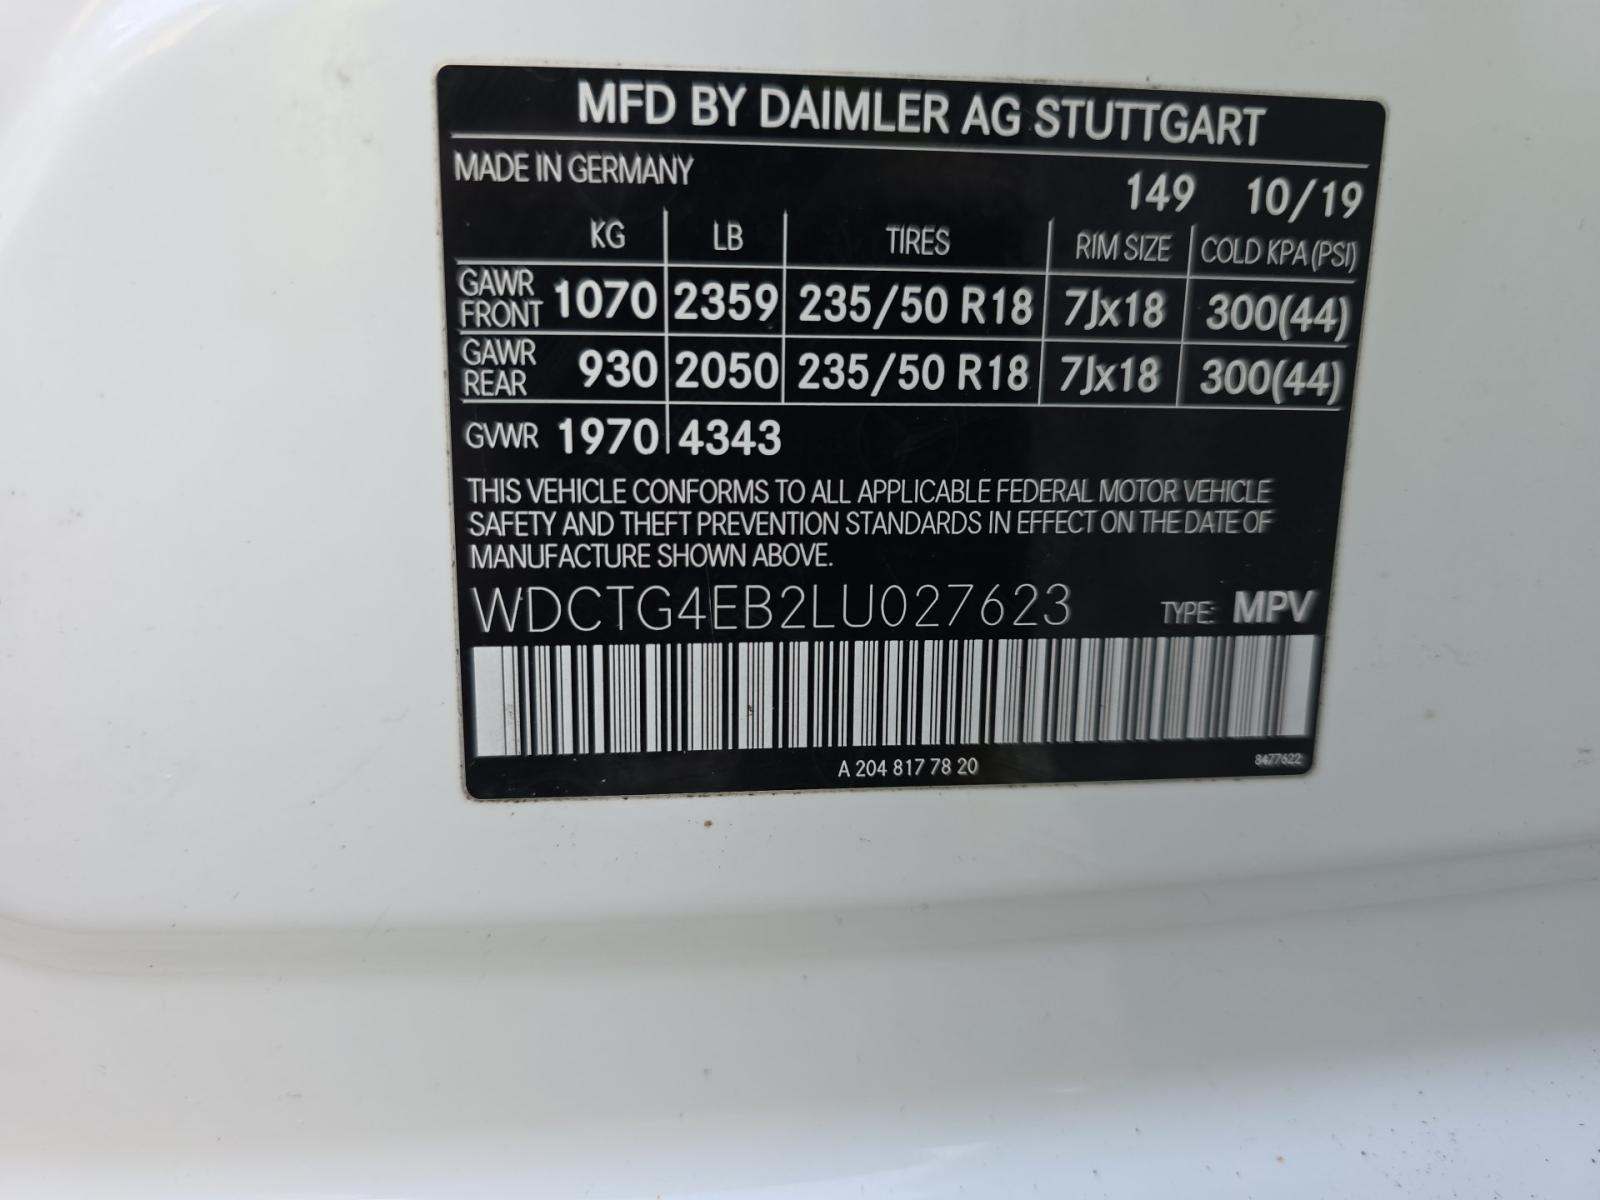 MFD BY DAIMLER AG STUTTGART
MADE IN GERMANY 149 10/19
KG LB TIRES RIM SIZE COLD KPA(PSI)
GAWR FRONT 1070 2359 235/50 R18 7Jx18 300(44)
GAWR REAR 930 2050 235/50 R18 7Jx18 300(44)
GVWR 1970 4343
THIS VEHICLE CONFORMS TO ALL APPLICABLE FEDERAL MOTOR VEHICLE
SAFETY AND THEFT PREVENTION STANDARDS IN EFFECT ON THE DATE OF
MANUFACTURE SHOWN ABOVE.
WDCTG4EB2LU027623 TYPE: MPV
A 204 817 78 20 8477622